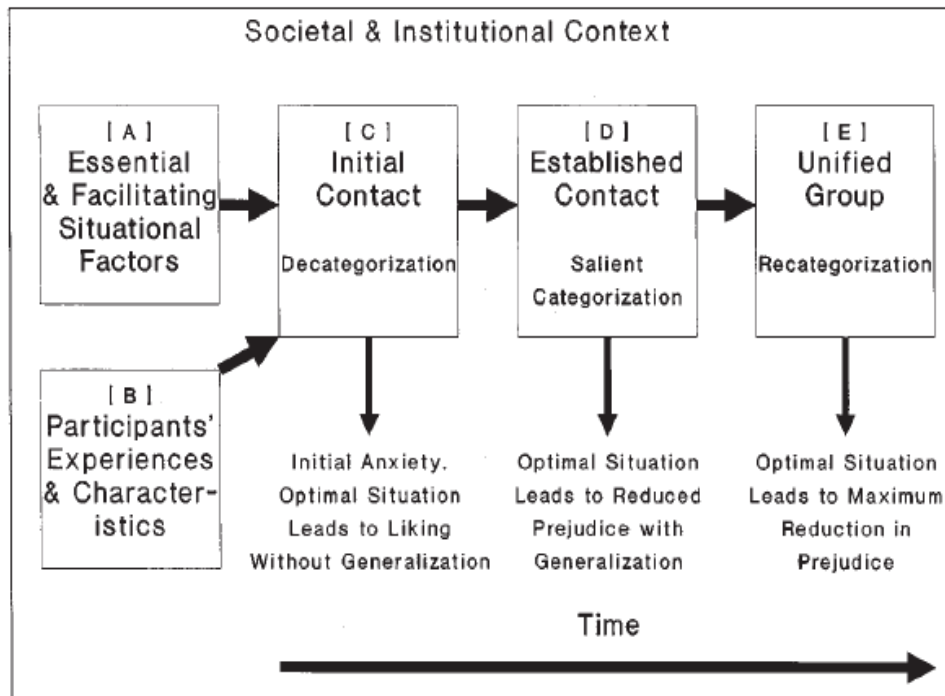 Societal & Institutional Context
[ A ]
Essential
& Facilitating
Situational
Factors
[ B ]
Participants'
Experiences
& Character-
istics
[ C ]
Initial
Contact
Decategorization
Initial Anxiety.
Optimal Situation
Leads to Liking
Without Generalization
[ D ]
Established
Contact
Salient
Categorization
Optimal Situation
Leads to Reduced
Prejudice with
Generalization
[ E ]
Unified
Group
Recategorization
Optimal Situation
Leads to Maximum
Reduction in
Prejudice
Time